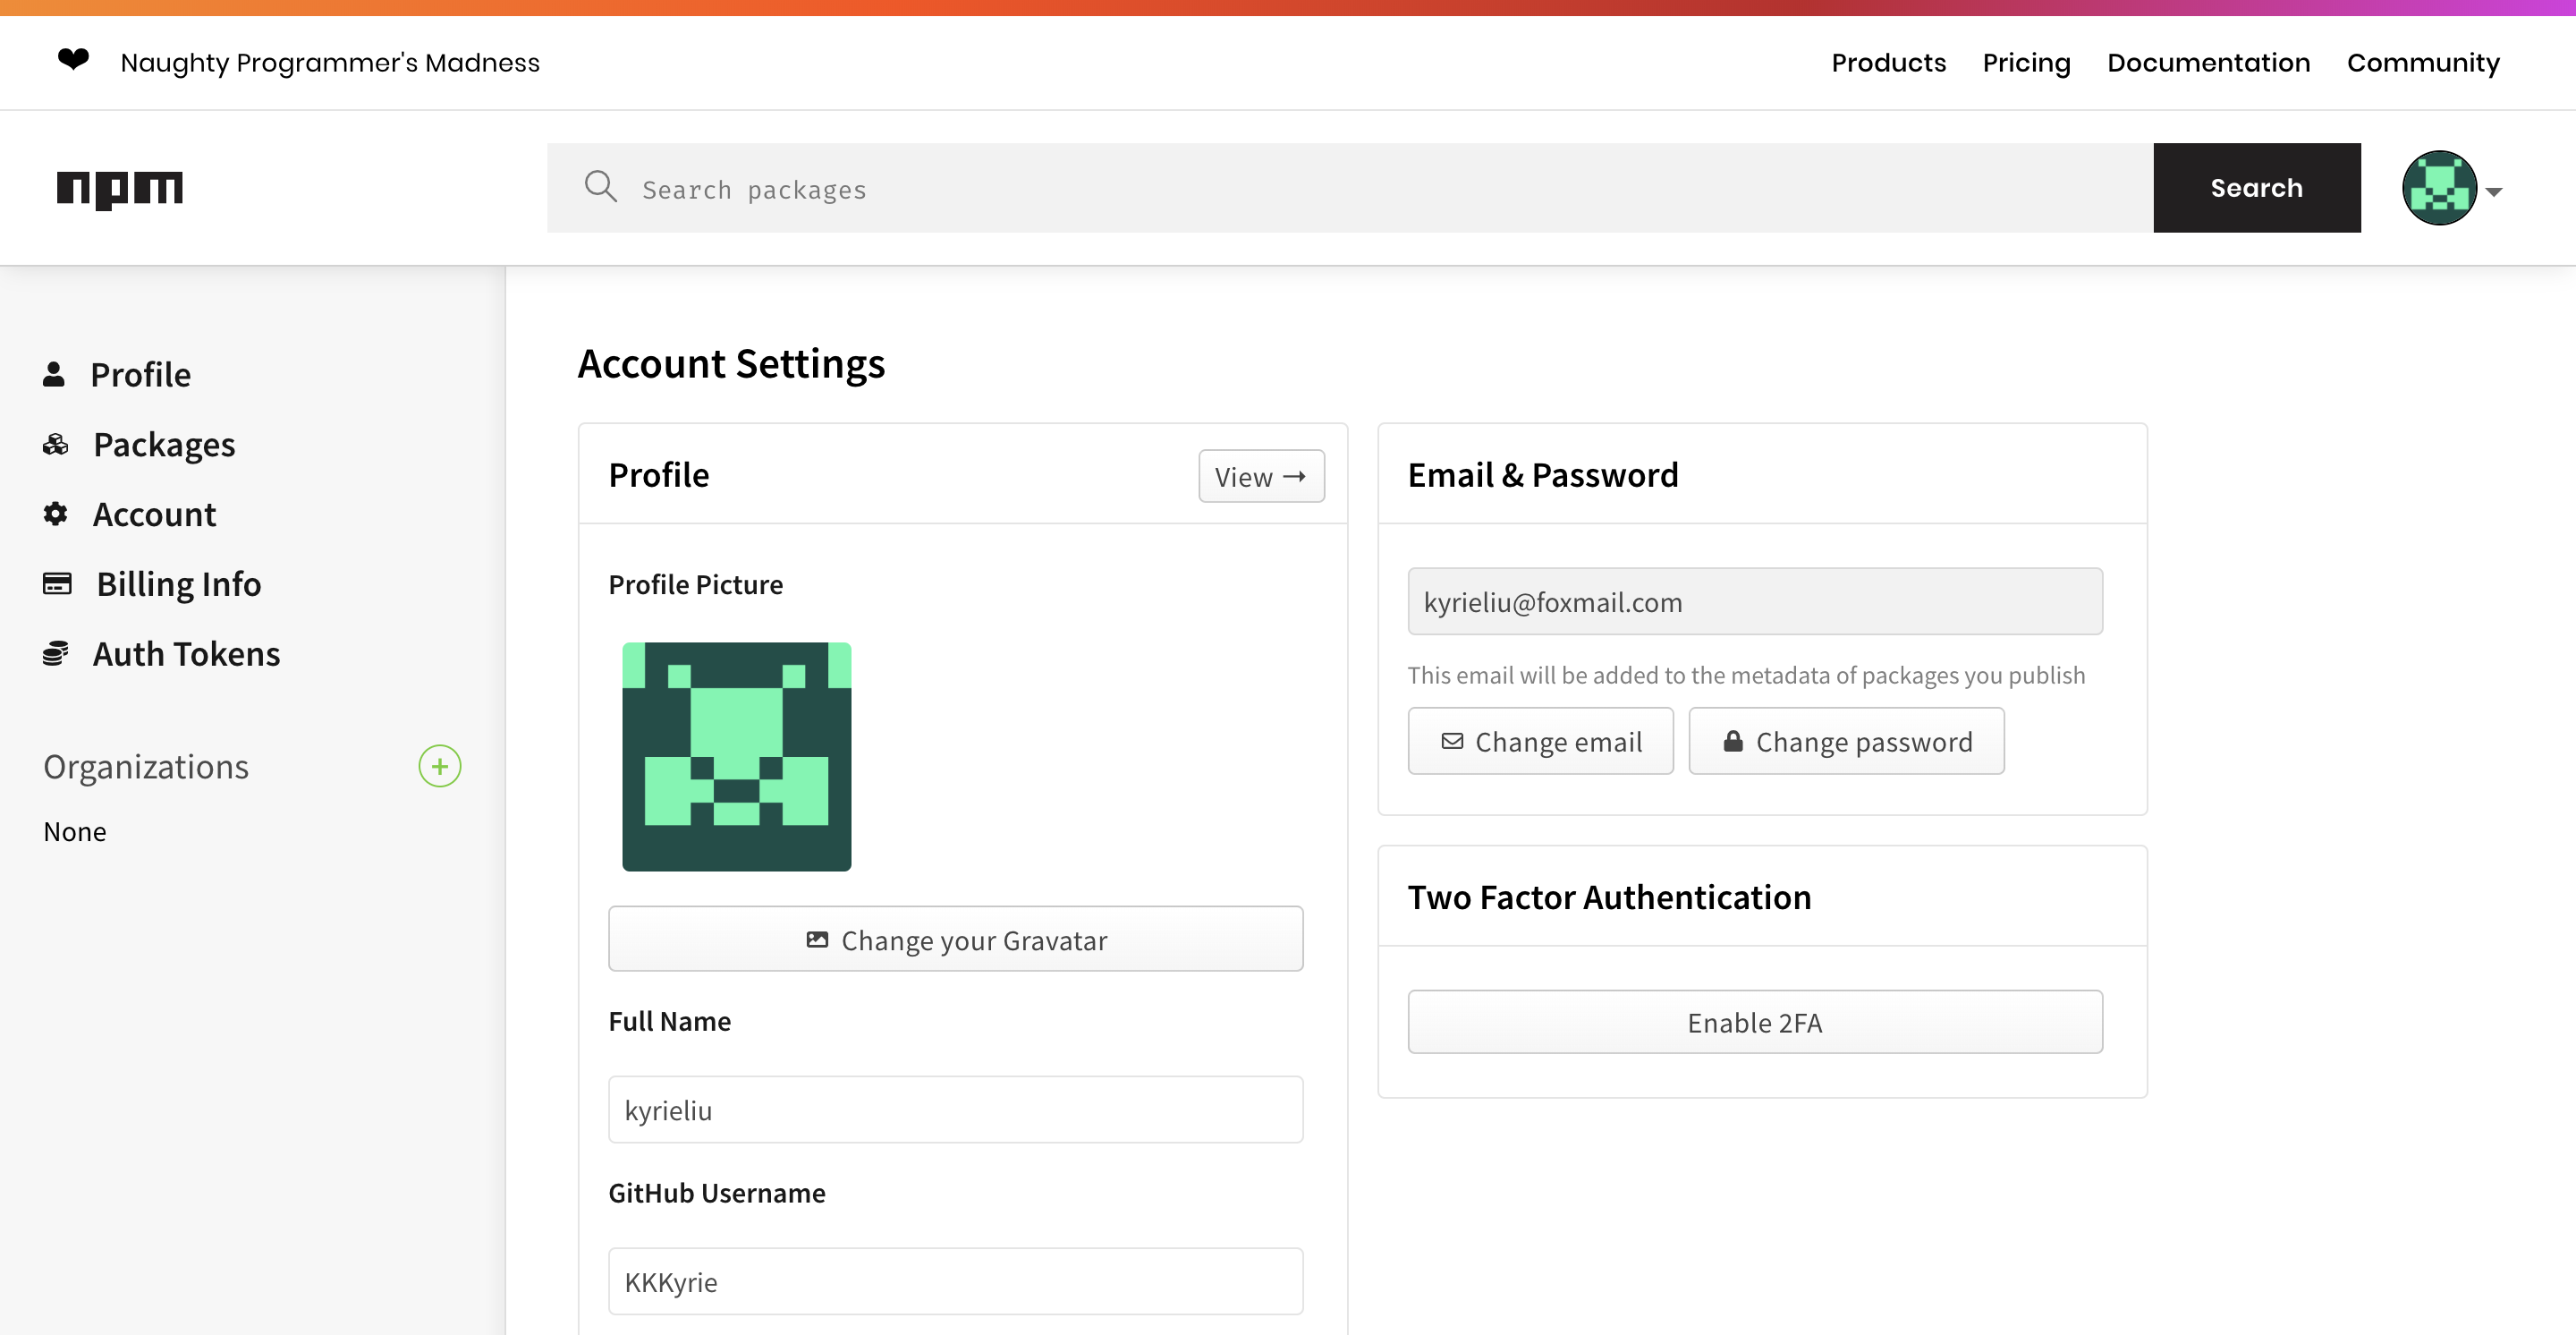 ❤ Naughty Programmer's Madness
Products Pricing Documentation Community
npm
Search packages
Search
Profile
Packages
Account
Billing Info
Auth Tokens
Organizations +
None
Account Settings
Profile
View →
Profile Picture
Change your Gravatar
Full Name
kyrieliu
GitHub Username
KKKyrie
Email & Password
kyrieliu@foxmail.com
This email will be added to the metadata of packages you publish
Change email
Change password
Two Factor Authentication
Enable 2FA